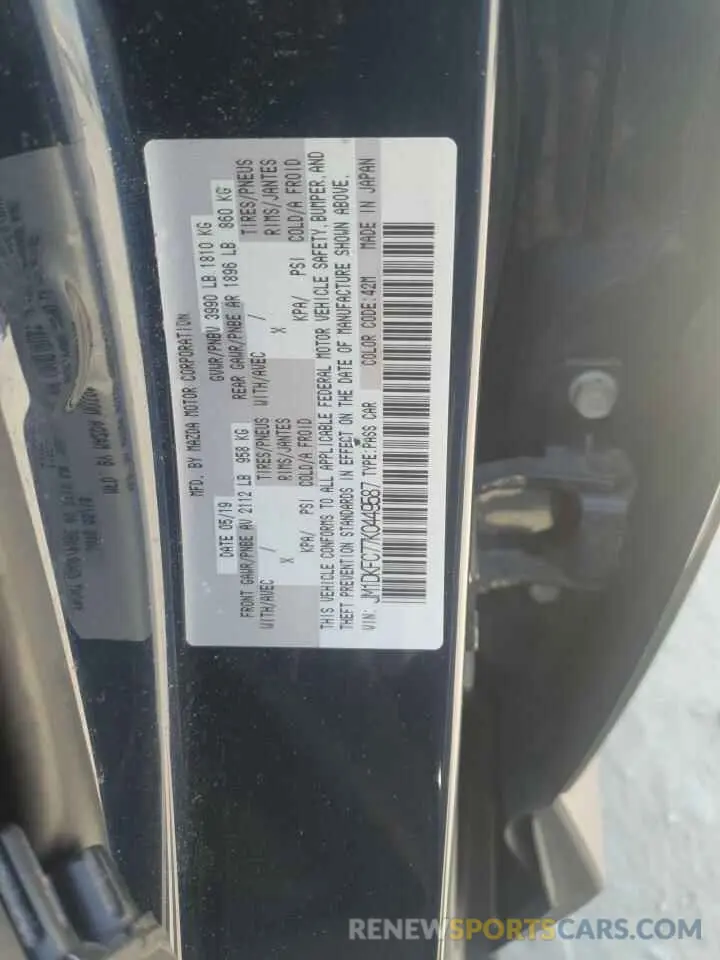 MFD. BY MAZDA MOTOR CORPORATION
DATE 05/19 GVWR/PNBV 3990 LB 1810 KG
FRONT GAWR/PNBE AV 2112 LB 958 KG REAR GAWR/PNBE AR 1896 LB 860 KG
WITH/AVEC / TIRES/PNEUS WITH/AVEC / TIRES/PNEUS
X RIMS/JANTES X RIMS/JANTES
KPA/ PSI COLD/A FROID KPA/ PSI COLD/A FROID
THIS VEHICLE CONFORMS TO ALL APPLICABLE FEDERAL MOTOR VEHICLE SAFETY, BUMPER, AND
THEFT PREVENTION STANDARDS IN EFFECT ON THE DATE OF MANUFACTURE SHOWN ABOVE.
VIN: JM1DKFC77K0449587 TYPE:PASS CAR COLOR CODE:42M MADE IN JAPAN
RENEWSPORTSCARS.COM